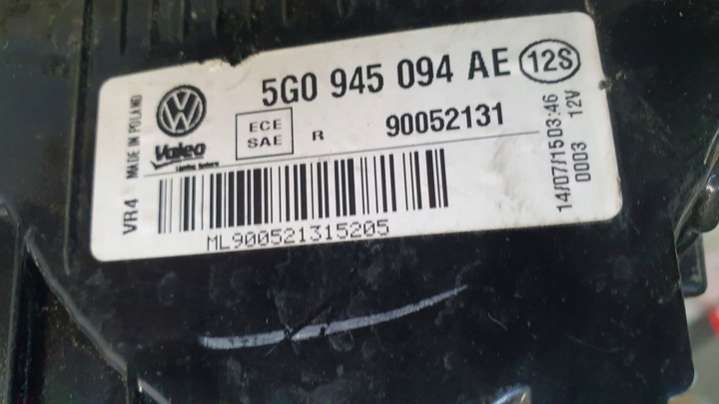 5G0 945 094 AE 12S
ECE
SAE
R
90052131
Valeo
MADE IN POLAND
VR4
ML900521315205
14/07/15 03:46
0003 12V